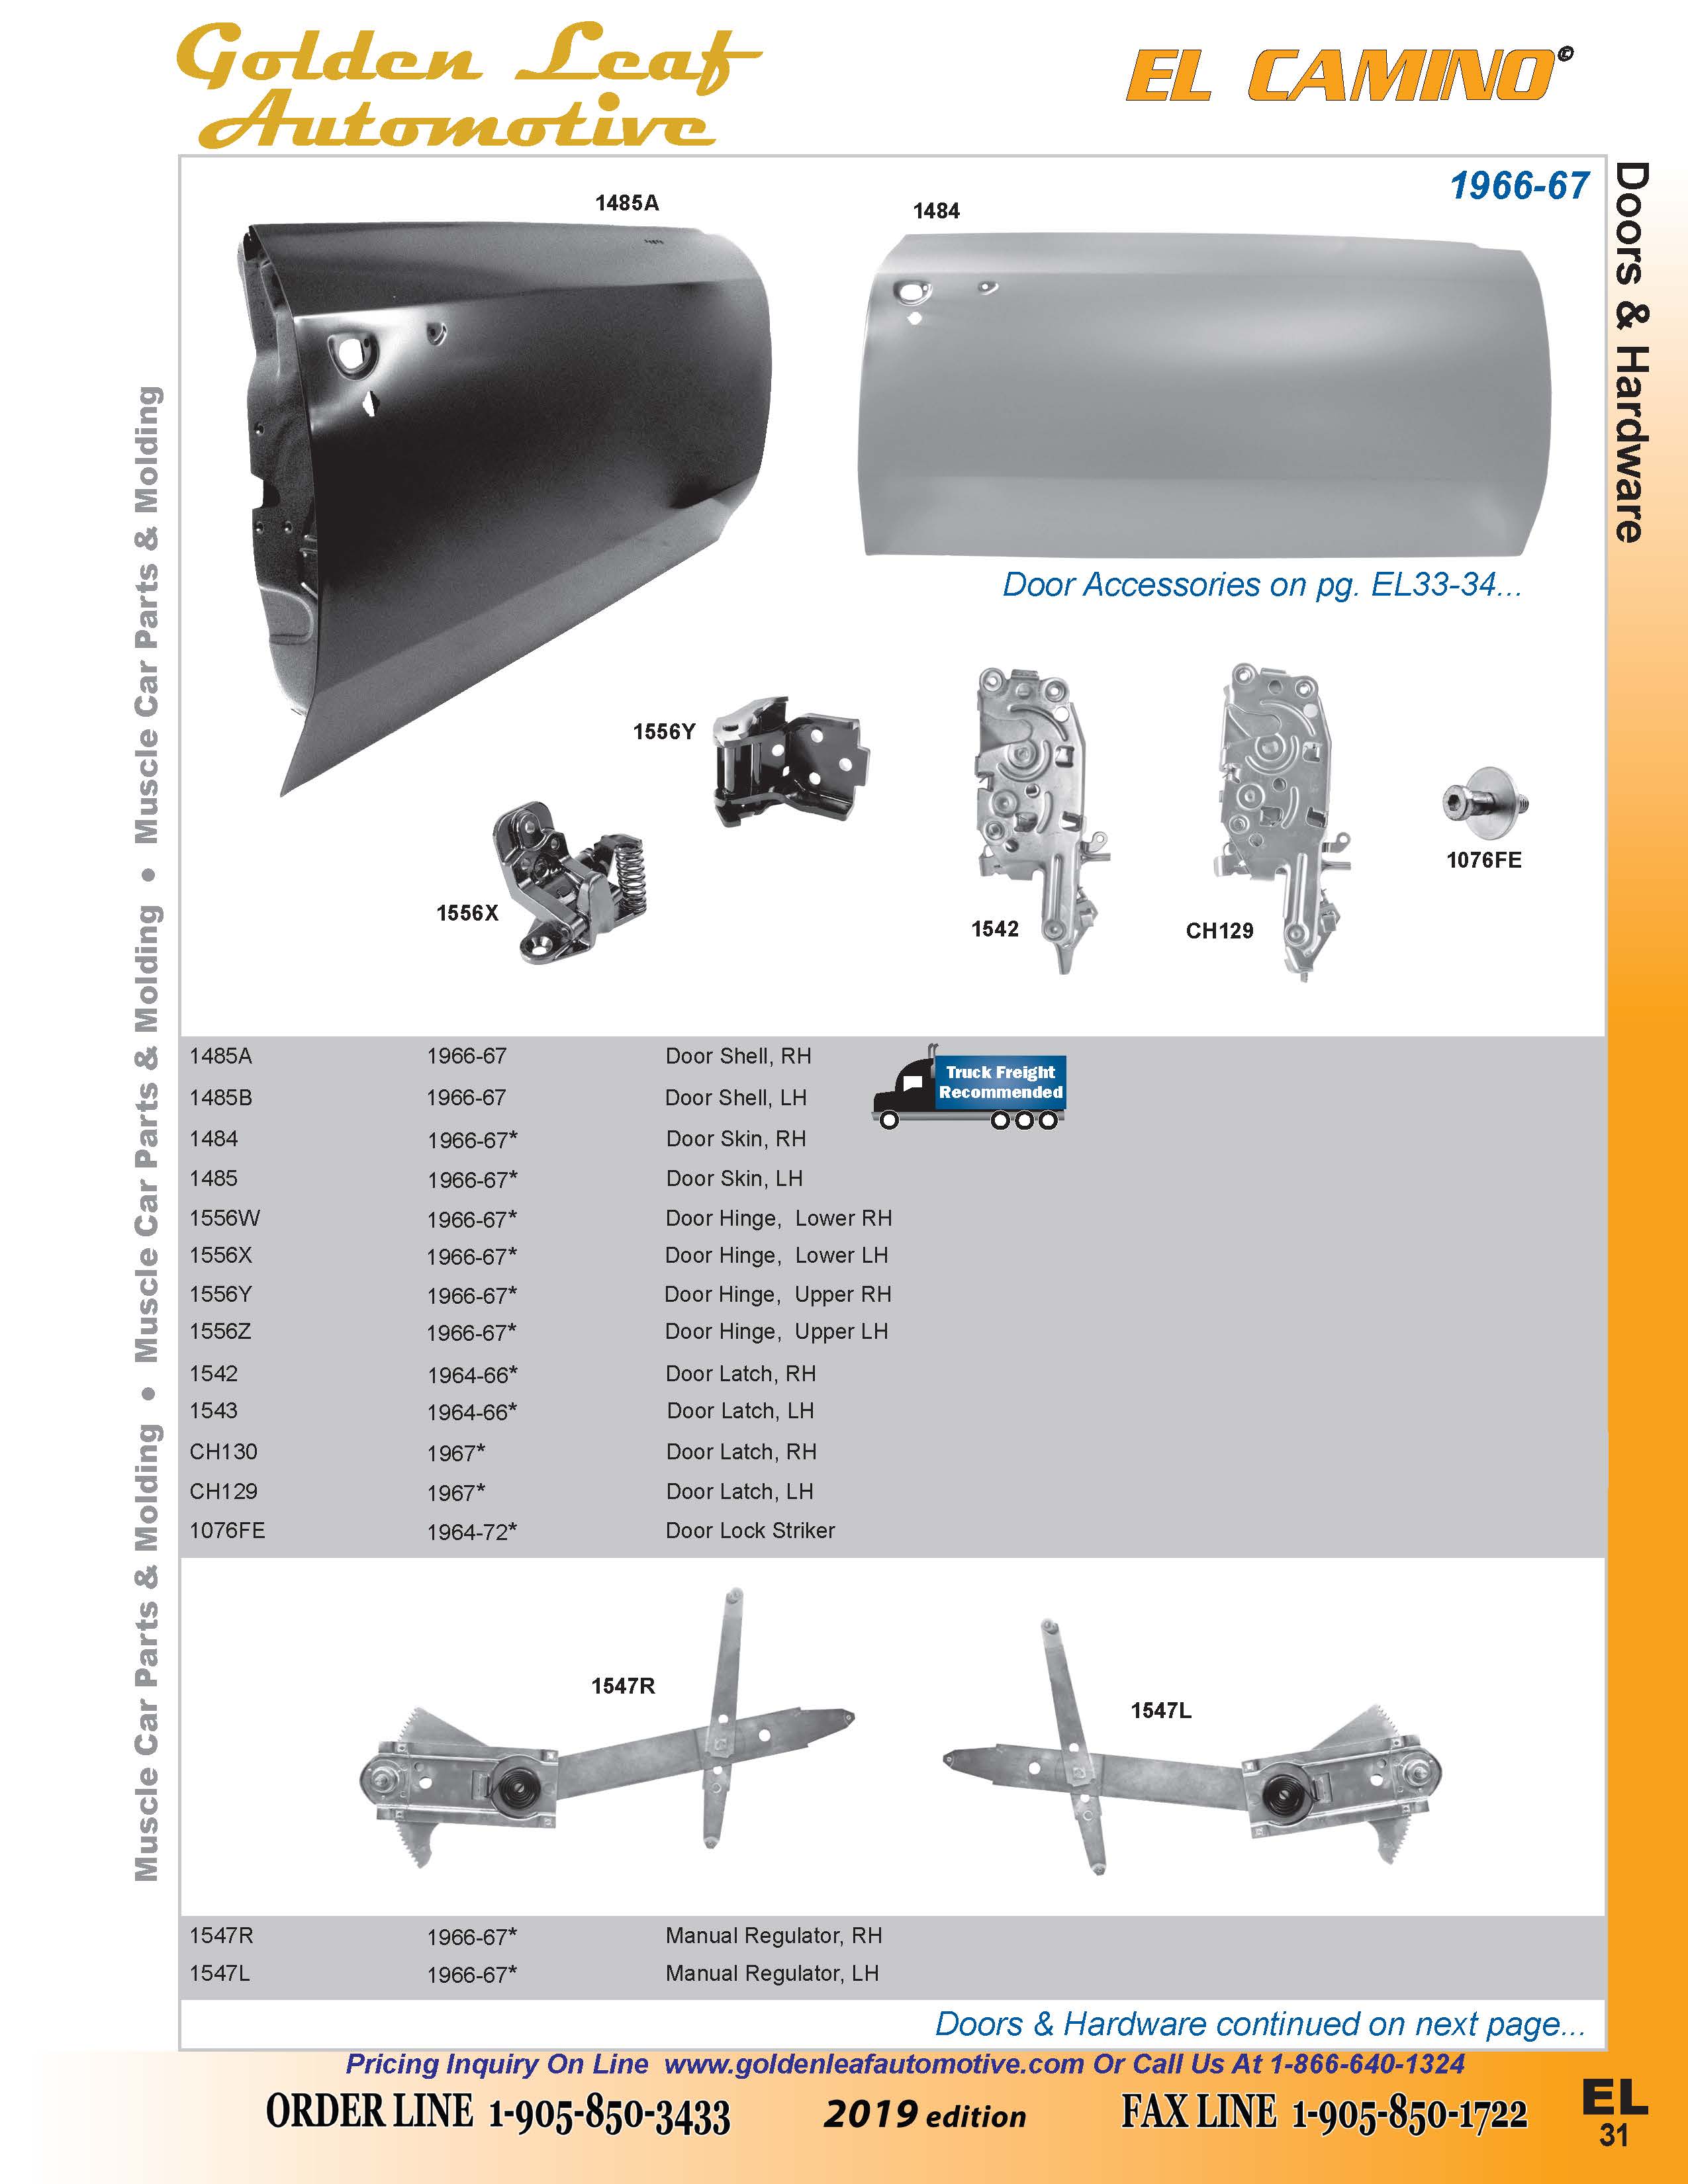 Golden Leaf
Automotive
EL CAMINO©
1966-67
Doors & Hardware
Muscle Car Parts & Molding • Muscle Car Parts & Molding • Muscle Car Parts & Molding
1485A
1484
Door Accessories on pg. EL33-34...
1556Y
1556X
1542
CH129
1076FE
1485A 1966-67 Door Shell, RH
1485B 1966-67 Door Shell, LH
Truck Freight
Recommended
1484 1966-67* Door Skin, RH
1485 1966-67* Door Skin, LH
1556W 1966-67* Door Hinge, Lower RH
1556X 1966-67* Door Hinge, Lower LH
1556Y 1966-67* Door Hinge, Upper RH
1556Z 1966-67* Door Hinge, Upper LH
1542 1964-66* Door Latch, RH
1543 1964-66* Door Latch, LH
CH130 1967* Door Latch, RH
CH129 1967* Door Latch, LH
1076FE 1964-72* Door Lock Striker
1547R
1547L
1547R 1966-67* Manual Regulator, RH
1547L 1966-67* Manual Regulator, LH
Doors & Hardware continued on next page...
Pricing Inquiry On Line www.goldenleafautomotive.com Or Call Us At 1-866-640-1324
ORDER LINE 1-905-850-3433 2019 edition FAX LINE 1-905-850-1722
EL
31